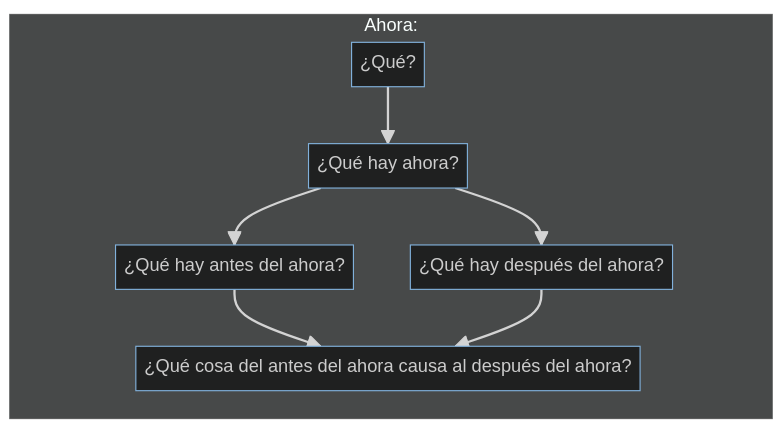 Ahora:
¿Qué?
¿Qué hay ahora?
¿Qué hay antes del ahora?
¿Qué hay después del ahora?
¿Qué cosa del antes del ahora causa al después del ahora?